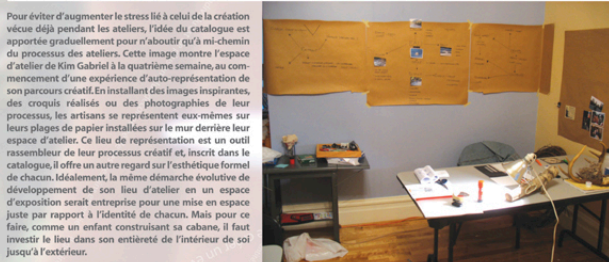 Pour éviter d'augmenter le stress lié à celui de la création
vécue déjà pendant les ateliers, l'idée du catalogue est
apportée graduellement pour n'aboutir qu'à mi-chemin
du processus des ateliers. Cette image montre l'espace
d'atelier de Kim Gabriel à la quatrième semaine, au com-
mencement d'une expérience d'auto-représentation de
son parcours créatif. En installant des images inspirantes,
des croquis réalisés ou des photographies de leur
processus, les artisans se représentent eux-mêmes sur
leurs plages de papier installées sur le mur derrière leur
espace d'atelier. Ce lieu de représentation est un outil
rassembleur de leur processus créatif et, inscrit dans le
catalogue, il offre un autre regard sur l'esthétique formel
de chacun. Idéalement, la même démarche évolutive de
développement de son lieu d'atelier en un espace
d'exposition serait entreprise pour une mise en espace
juste par rapport à l'identité de chacun. Mais pour ce
faire, comme un enfant construisant sa cabane, il faut
investir le lieu dans son entièreté de l'intérieur de soi
jusqu'à l'extérieur.